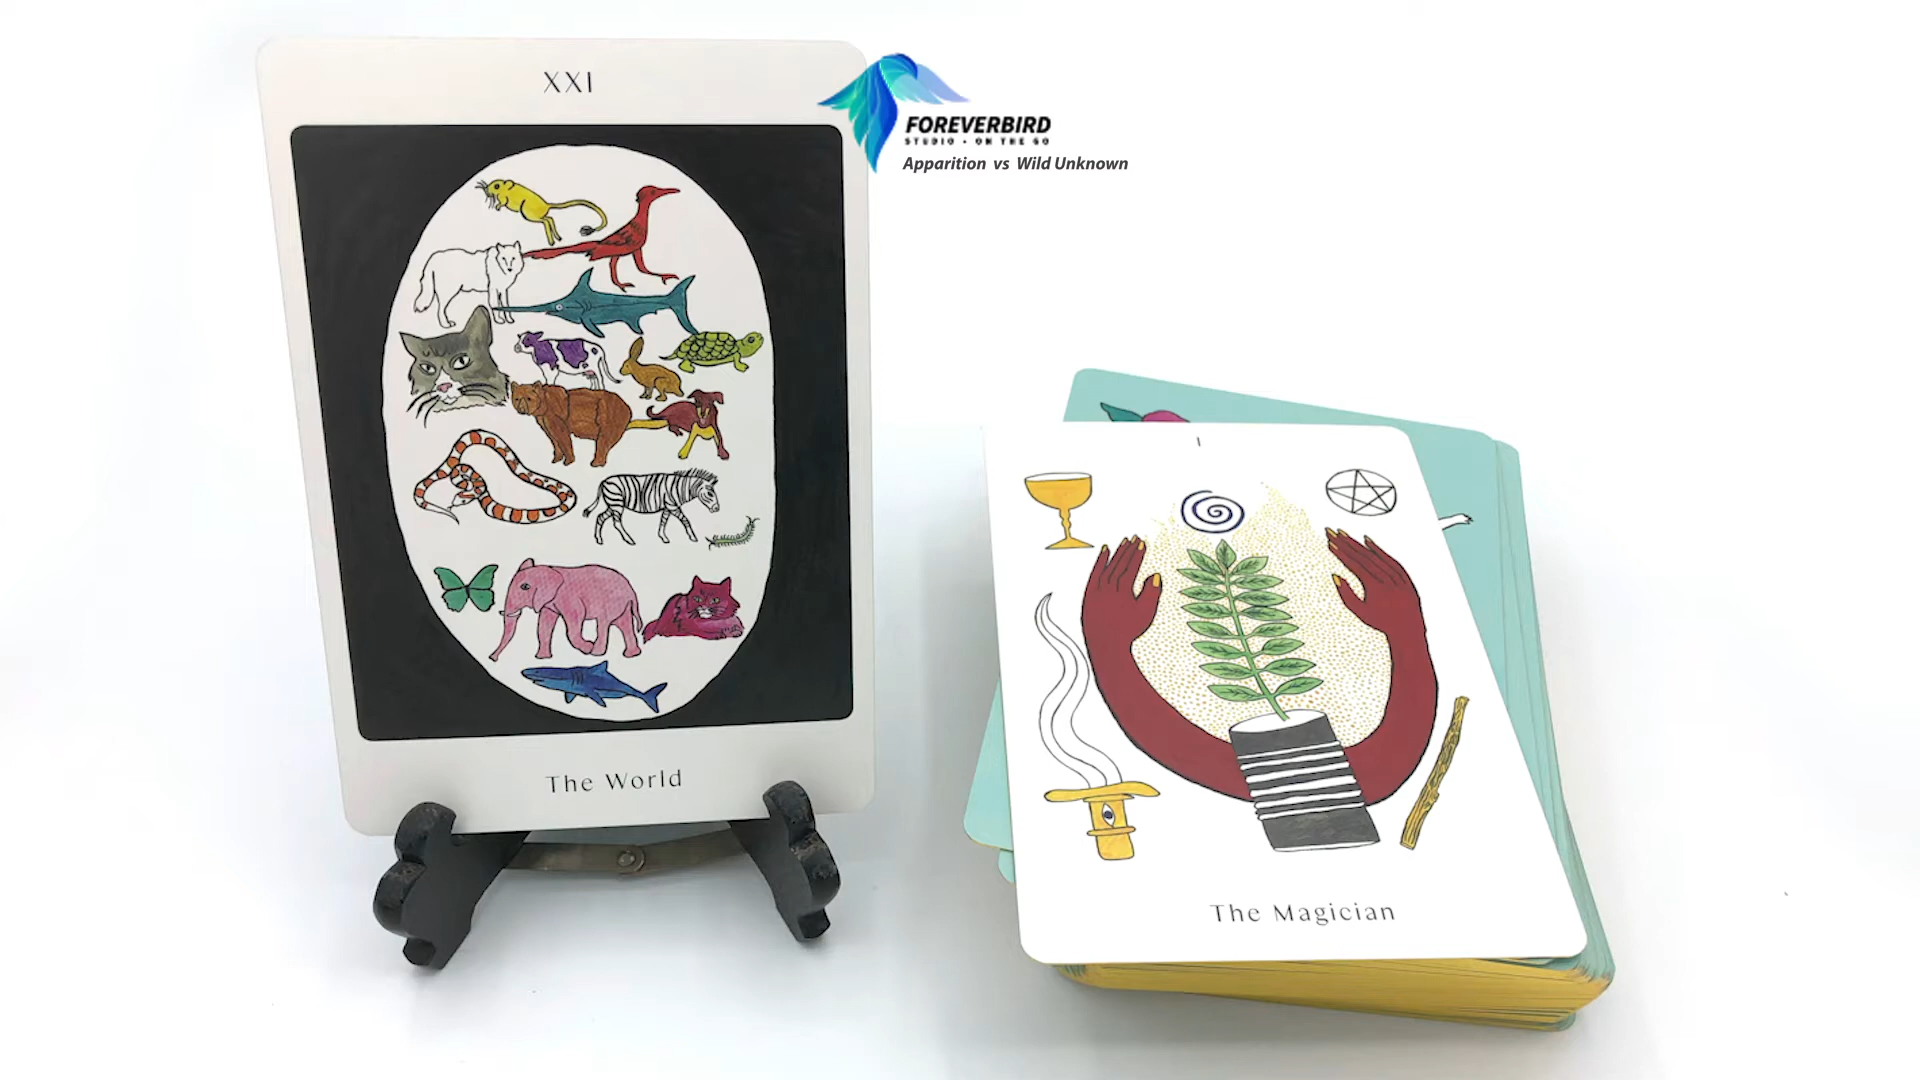 XXI
The World
FOREVERBIRD
STUDIO • ON THE GO
Apparition vs Wild Unknown
I
The Magician